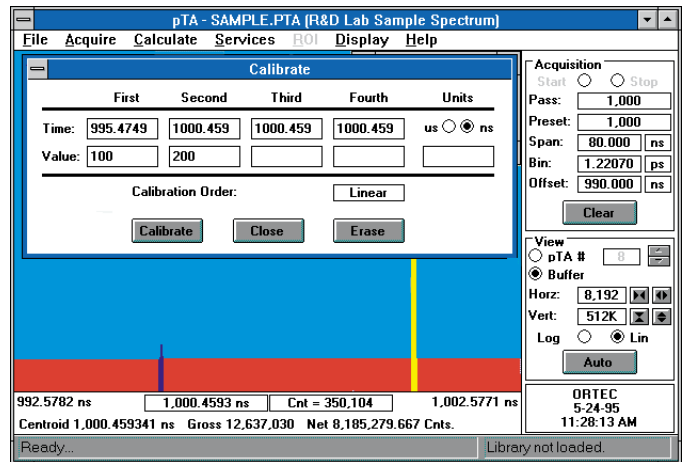 pTA - SAMPLE.PTA (R&D Lab Sample Spectrum)
File Acquire Calculate Services ROI Display Help
Calibrate
First Second Third Fourth Units
Time: 995.4749 1000.459 1000.459 1000.459 us ns
Value: 100 200
Calibration Order: Linear
Calibrate Close Erase
Acquisition
Start Stop
Pass: 1,000
Preset: 1,000
Span: 80.000 ns
Bin: 1.22070 ps
Offset: 990.000 ns
Clear
View
pTA # 8
Buffer
Horz: 8,192
Vert: 512K
Log Lin
Auto
992.5782 ns 1,000.4593 ns Cnt = 350,104 1,002.5771 ns
Centroid 1,000.459341 ns Gross 12,637,030 Net 8,185,279.667 Cnts.
ORTEC
5-24-95
11:28:13 AM
Ready... Library not loaded.